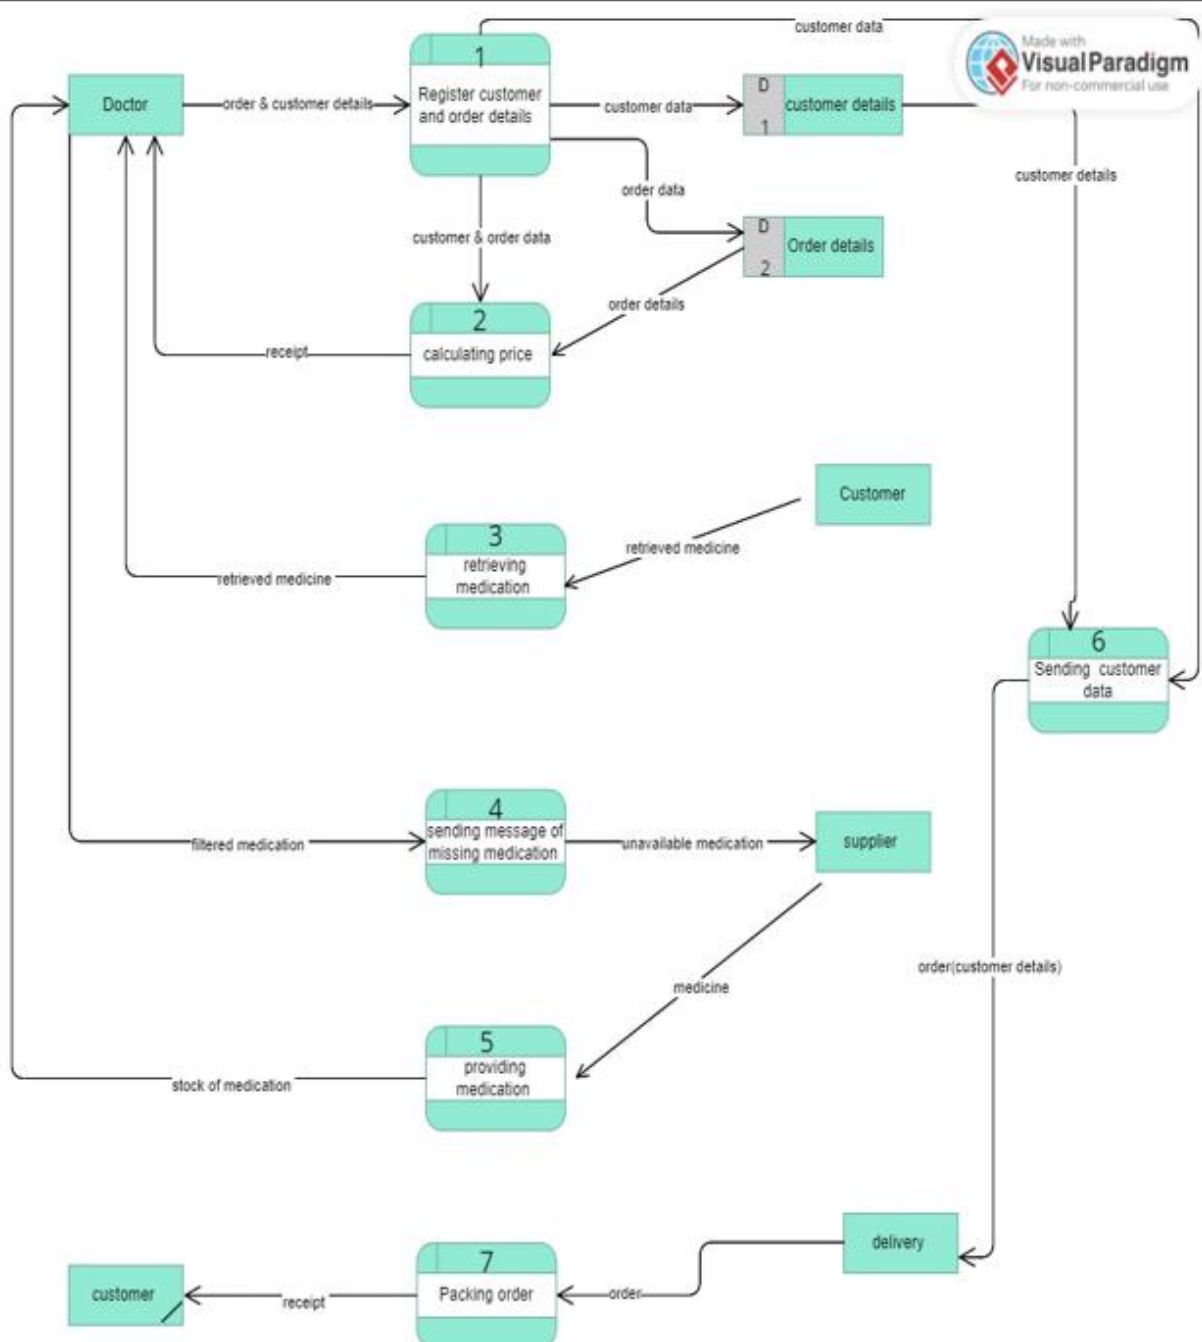 customer data
Made with
Visual Paradigm
For non-commercial use
1
Register customer
and order details
Doctor
order & customer details
customer data
D
1
customer details
customer details
order data
customer & order data
D
2
Order details
order details
2
calculating price
receipt
Customer
3
retrieving
medication
retrieved medicine
retrieved medicine
6
Sending customer
data
4
sending message of
missing medication
filtered medication
unavailable medication
supplier
order(customer details)
medicine
5
providing
medication
stock of medication
delivery
7
Packing order
order
customer
receipt